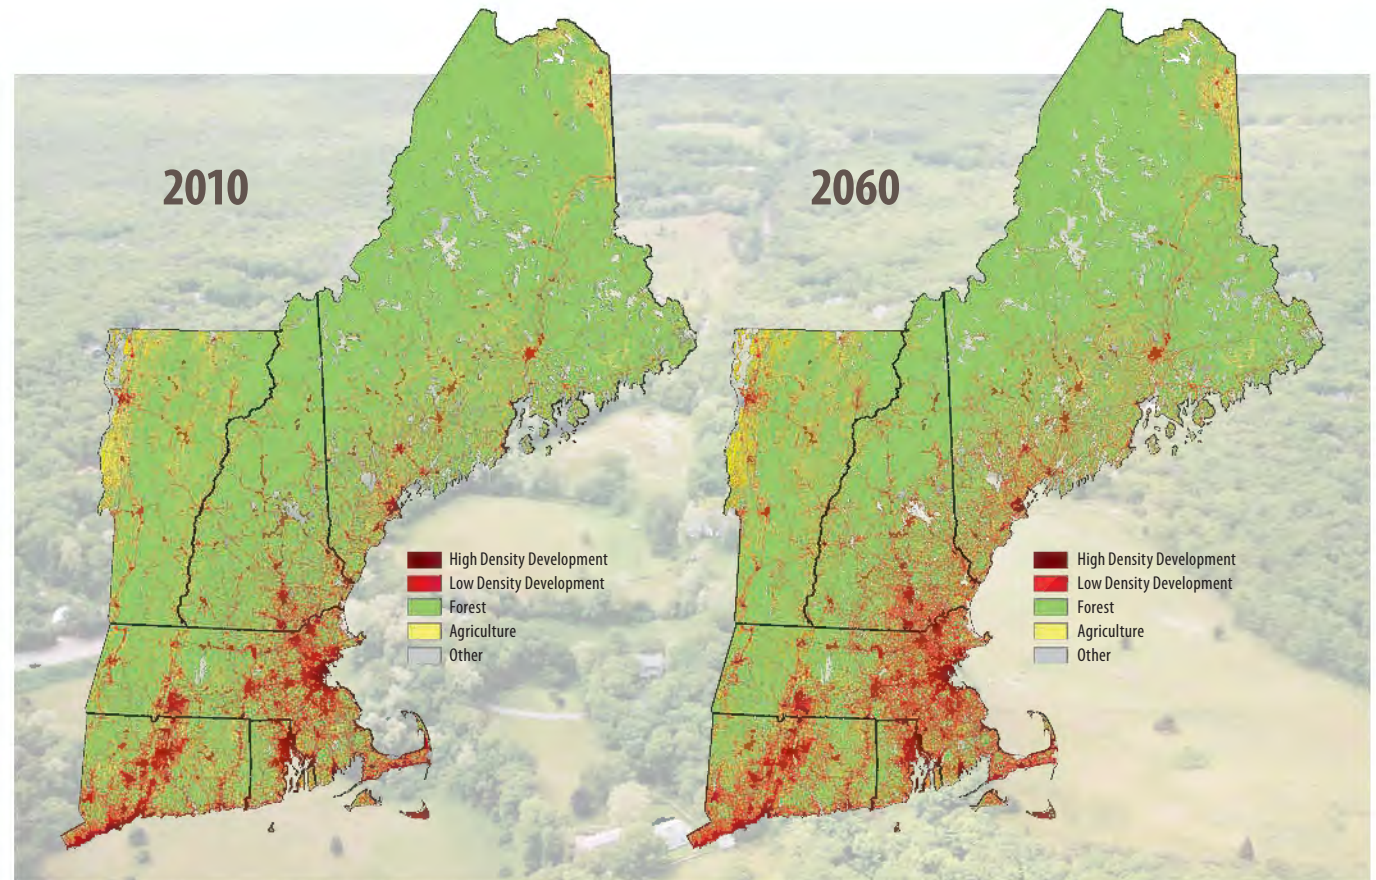 2010
2060
High Density Development
Low Density Development
Forest
Agriculture
Other
High Density Development
Low Density Development
Forest
Agriculture
Other